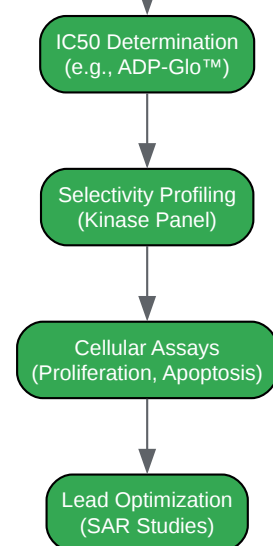 IC50 Determination
(e.g., ADP-Glo™)
Selectivity Profiling
(Kinase Panel)
Cellular Assays
(Proliferation, Apoptosis)
Lead Optimization
(SAR Studies)